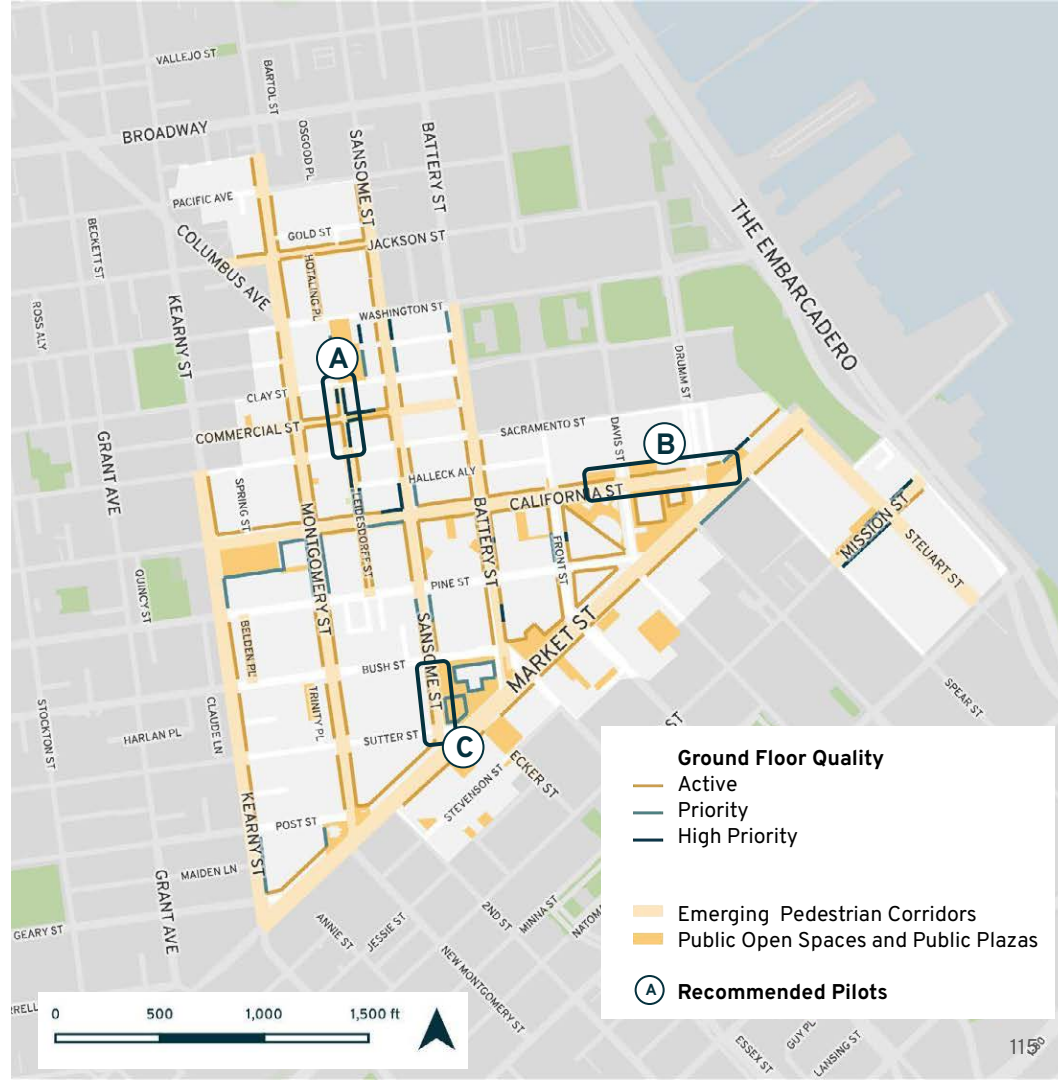 VALLEJO ST
BARTOL ST
BROADWAY
OSGOOD PL
SANSOME ST
BATTERY ST
PACIFIC AVE
BECKETT ST
COLUMBUS AVE
GOLD ST
JACKSON ST
HOTALING PL
THE EMBARCADERO
ROSS ALY
KEARNY ST
WASHINGTON ST
A
DRUMM ST
CLAY ST
COMMERCIAL ST
SACRAMENTO ST
DAVIS ST
B
GRANT AVE
SPRING ST
HALLECK ALY
CALIFORNIA ST
LEIDESDORFF ST
MONTGOMERY ST
BATTERY ST
FRONT ST
MISSION ST
STEUART ST
QUINCY ST
PINE ST
SANSOME ST
MARKET ST
BELDEN PL
BUSH ST
SPEAR ST
STOCKTON ST
CLAUDE LN
TRINITY PL
HARLAN PL
SUTTER ST
C
ECKER ST
ST
STEVENSON ST
KEARNY ST
POST ST
MAIDEN LN
GRANT AVE
GEARY ST
ANNIE ST
JESSIE ST
2ND ST
MINNA ST
NATOM
NEW MONTGOMERY ST
RRELL
ESSEX ST
GUY PL
LANSING ST
Ground Floor Quality
Active
Priority
High Priority
Emerging Pedestrian Corridors
Public Open Spaces and Public Plazas
A Recommended Pilots
0 500 1,000 1,500 ft
115